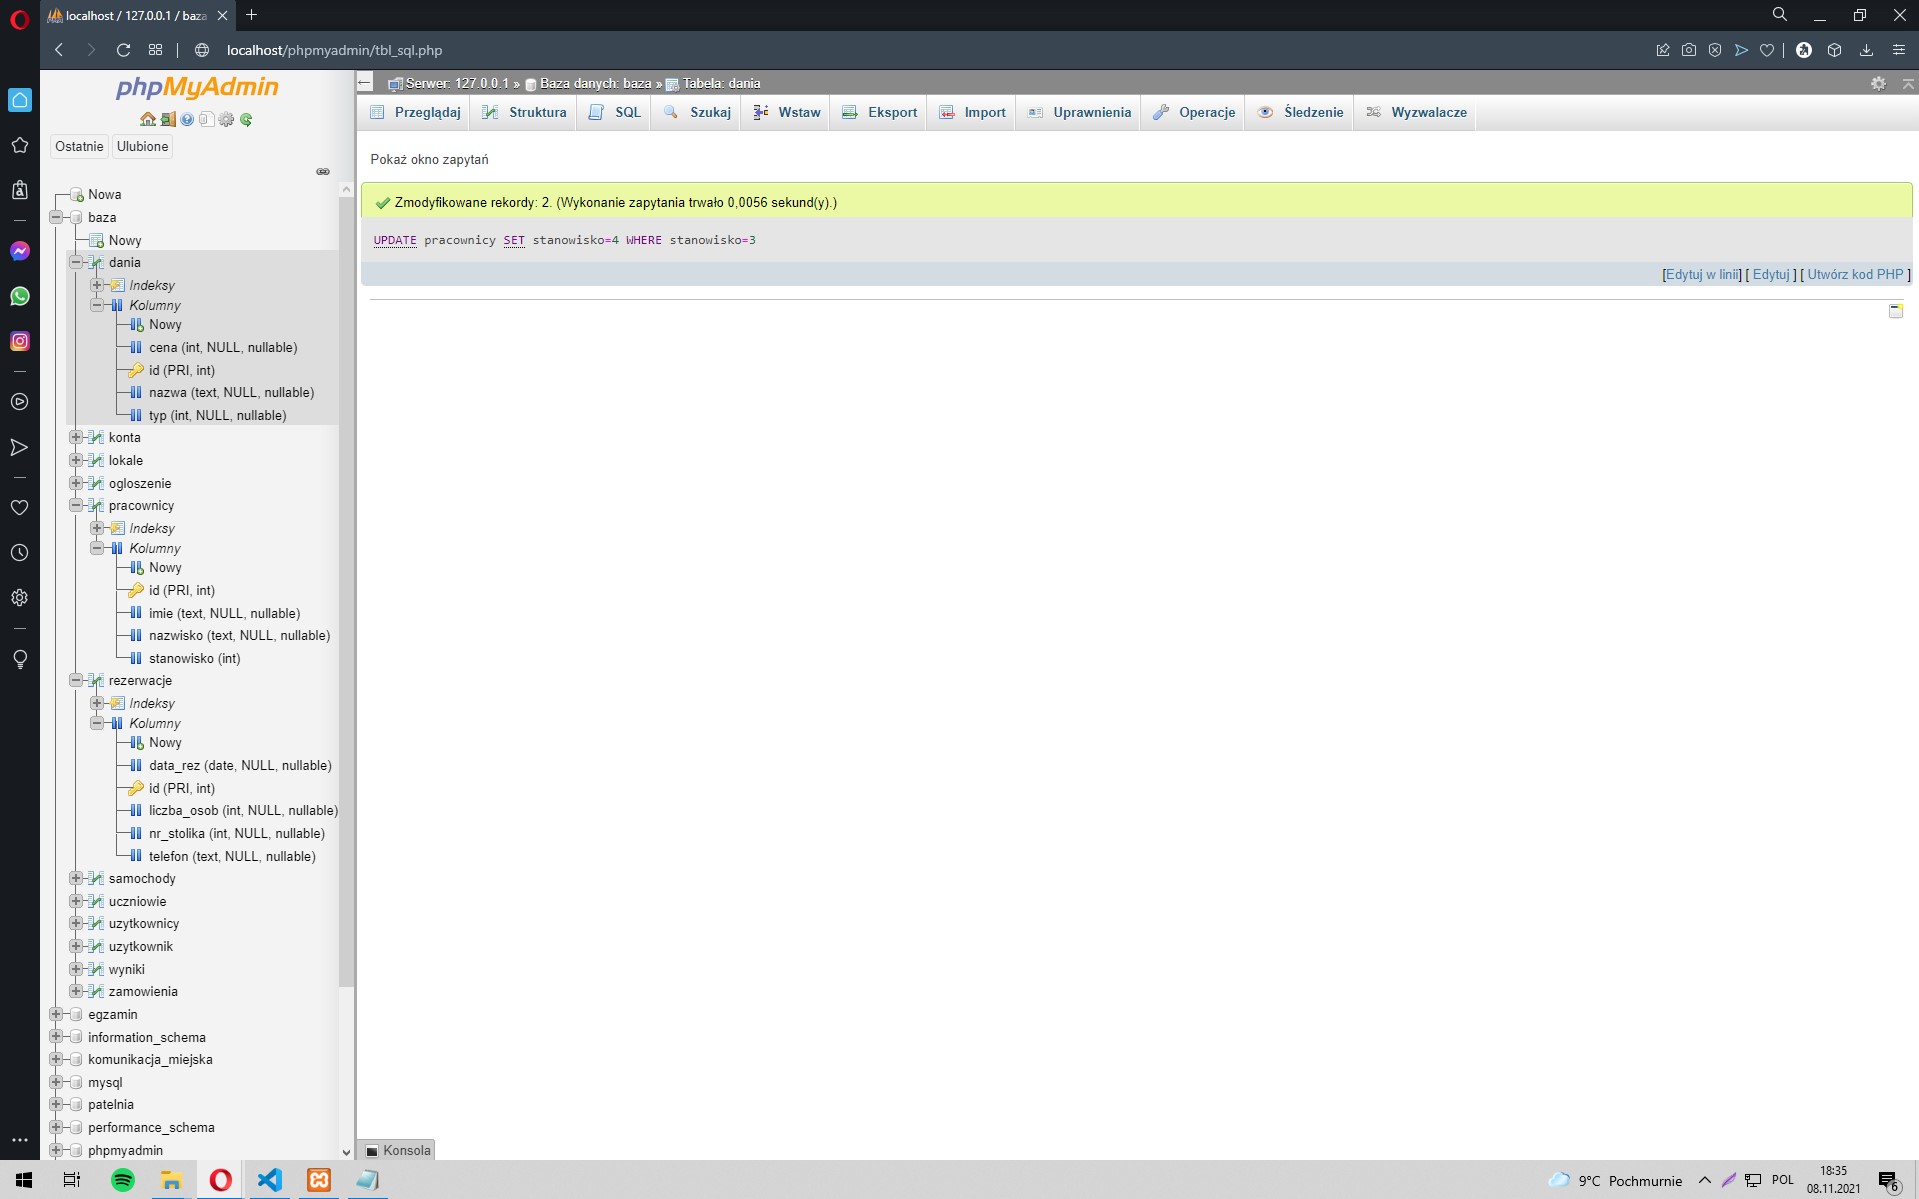 localhost / 127.0.0.1 / baza
localhost/phpmyadmin/tbl_sql.php
phpMyAdmin
Ostatnie Ulubione
Nowa
baza
Nowy
dania
Indeksy
Kolumny
Nowy
cena (int, NULL, nullable)
id (PRI, int)
nazwa (text, NULL, nullable)
typ (int, NULL, nullable)
konta
lokale
ogloszenie
pracownicy
Indeksy
Kolumny
Nowy
id (PRI, int)
imie (text, NULL, nullable)
nazwisko (text, NULL, nullable)
stanowisko (int)
rezerwacje
Indeksy
Kolumny
Nowy
data_rez (date, NULL, nullable)
id (PRI, int)
liczba_osob (int, NULL, nullable)
nr_stolika (int, NULL, nullable)
telefon (text, NULL, nullable)
samochody
uczniowie
uzytkownicy
uzytkownik
wyniki
zamowienia
egzamin
information_schema
komunikacja_miejska
mysql
patelnia
performance_schema
phpmyadmin
Serwer: 127.0.0.1 » Baza danych: baza » Tabela: dania
Przeglądaj Struktura SQL Szukaj Wstaw Eksport Import Uprawnienia Operacje Śledzenie Wyzwalacze
Pokaż okno zapytań
Zmodyfikowane rekordy: 2. (Wykonanie zapytania trwało 0,0056 sekund(y).)
UPDATE pracownicy SET stanowisko=4 WHERE stanowisko=3
[Edytuj w linii] [ Edytuj ] [ Utwórz kod PHP ]
Konsola
9°C Pochmurnie
POL
18:35
08.11.2021
6